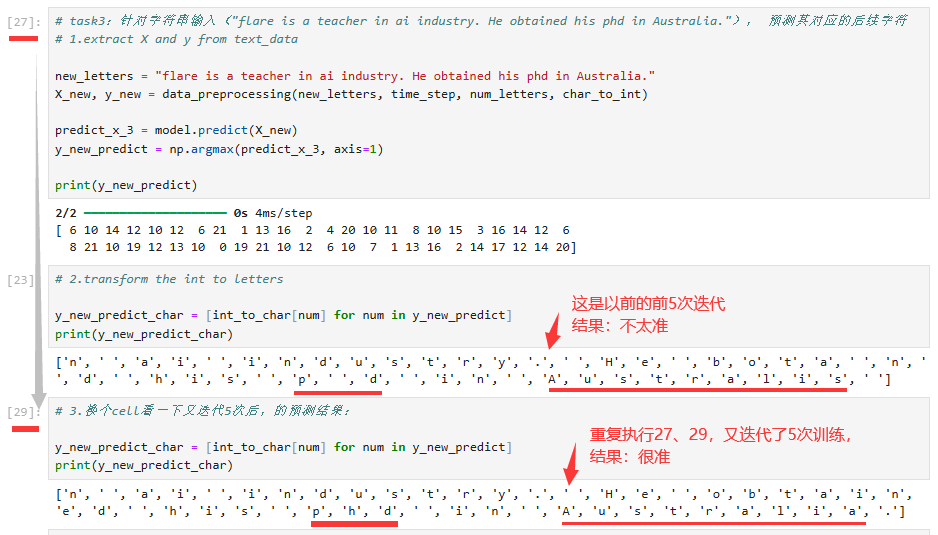 [27]:
# task3：针对字符串输入（"flare is a teacher in ai industry. He obtained his phd in Australia."），  预测其对应的后续字符
# 1.extract X and y from text_data
new_letters = "flare is a teacher in ai industry. He obtained his phd in Australia."
X_new, y_new = data_preprocessing(new_letters, time_step, num_letters, char_to_int)
predict_x_3 = model.predict(X_new)
y_new_predict = np.argmax(predict_x_3, axis=1)
print(y_new_predict)
2/2 ━━━━━━━━━━━━━━━━━━━━ 0s 4ms/step
[ 6 10 14 12 10 12  6 21  1 13 16  2  4 20 10 11  8 10 15  3 16 14 12  6
  8 21 10 19 12 13 10  0 19 21 10 12  6 10  7  1 13 16  2 14 17 12 14 20]
[23]:
# 2.transform the int to letters
y_new_predict_char = [int_to_char[num] for num in y_new_predict]
print(y_new_predict_char)
这是以前的前5次迭代
结果：不太准
['n', ' ', 'a', 'i', ' ', 'i', 'n', 'd', 'u', 's', 't', 'r', 'y', '.', ' ', 'H', 'e', ' ', 'b', 'o', 't', 'a', ' ', 'n', '
', 'd', ' ', 'h', 'i', 's', ' ', 'p', ' ', 'd', ' ', 'i', 'n', ' ', 'A', 'u', 's', 't', 'r', 'a', 'l', 'i', 's', ' ']
[29]:
# 3.换个cell看一下又迭代5次后，的预测结果：
y_new_predict_char = [int_to_char[num] for num in y_new_predict]
print(y_new_predict_char)
重复执行27、29，又迭代了5次训练，
结果：很准
['n', ' ', 'a', 'i', ' ', 'i', 'n', 'd', 'u', 's', 't', 'r', 'y', '.', ' ', 'H', 'e', ' ', 'o', 'b', 't', 'a', 'i', 'n',
'e', 'd', ' ', 'h', 'i', 's', ' ', 'p', 'h', 'd', ' ', 'i', 'n', ' ', 'A', 'u', 's', 't', 'r', 'a', 'l', 'i', 'a', '.']